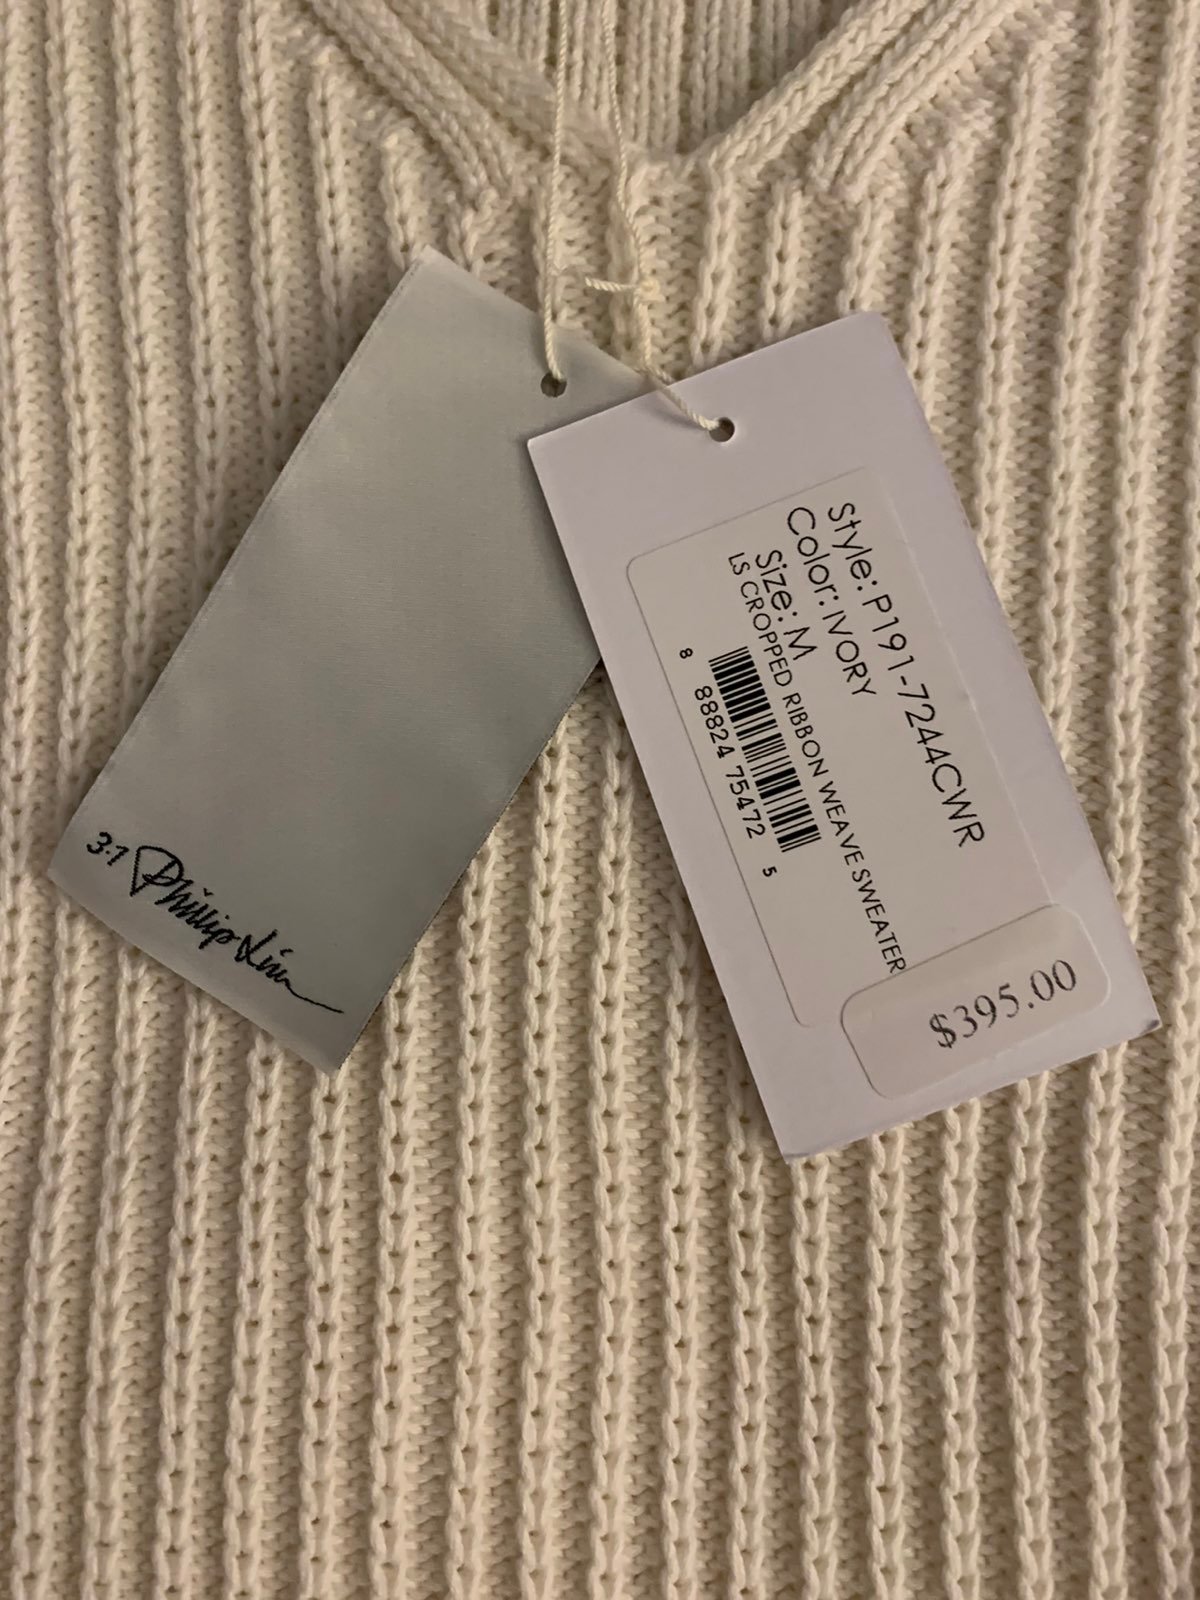 3.1 Phillip Lim
Style: P191-7244CWR
Color: IVORY
Size: M
LS CROPPED RIBBON WEAVE SWEATER
8 88824 75472 5
$395.00